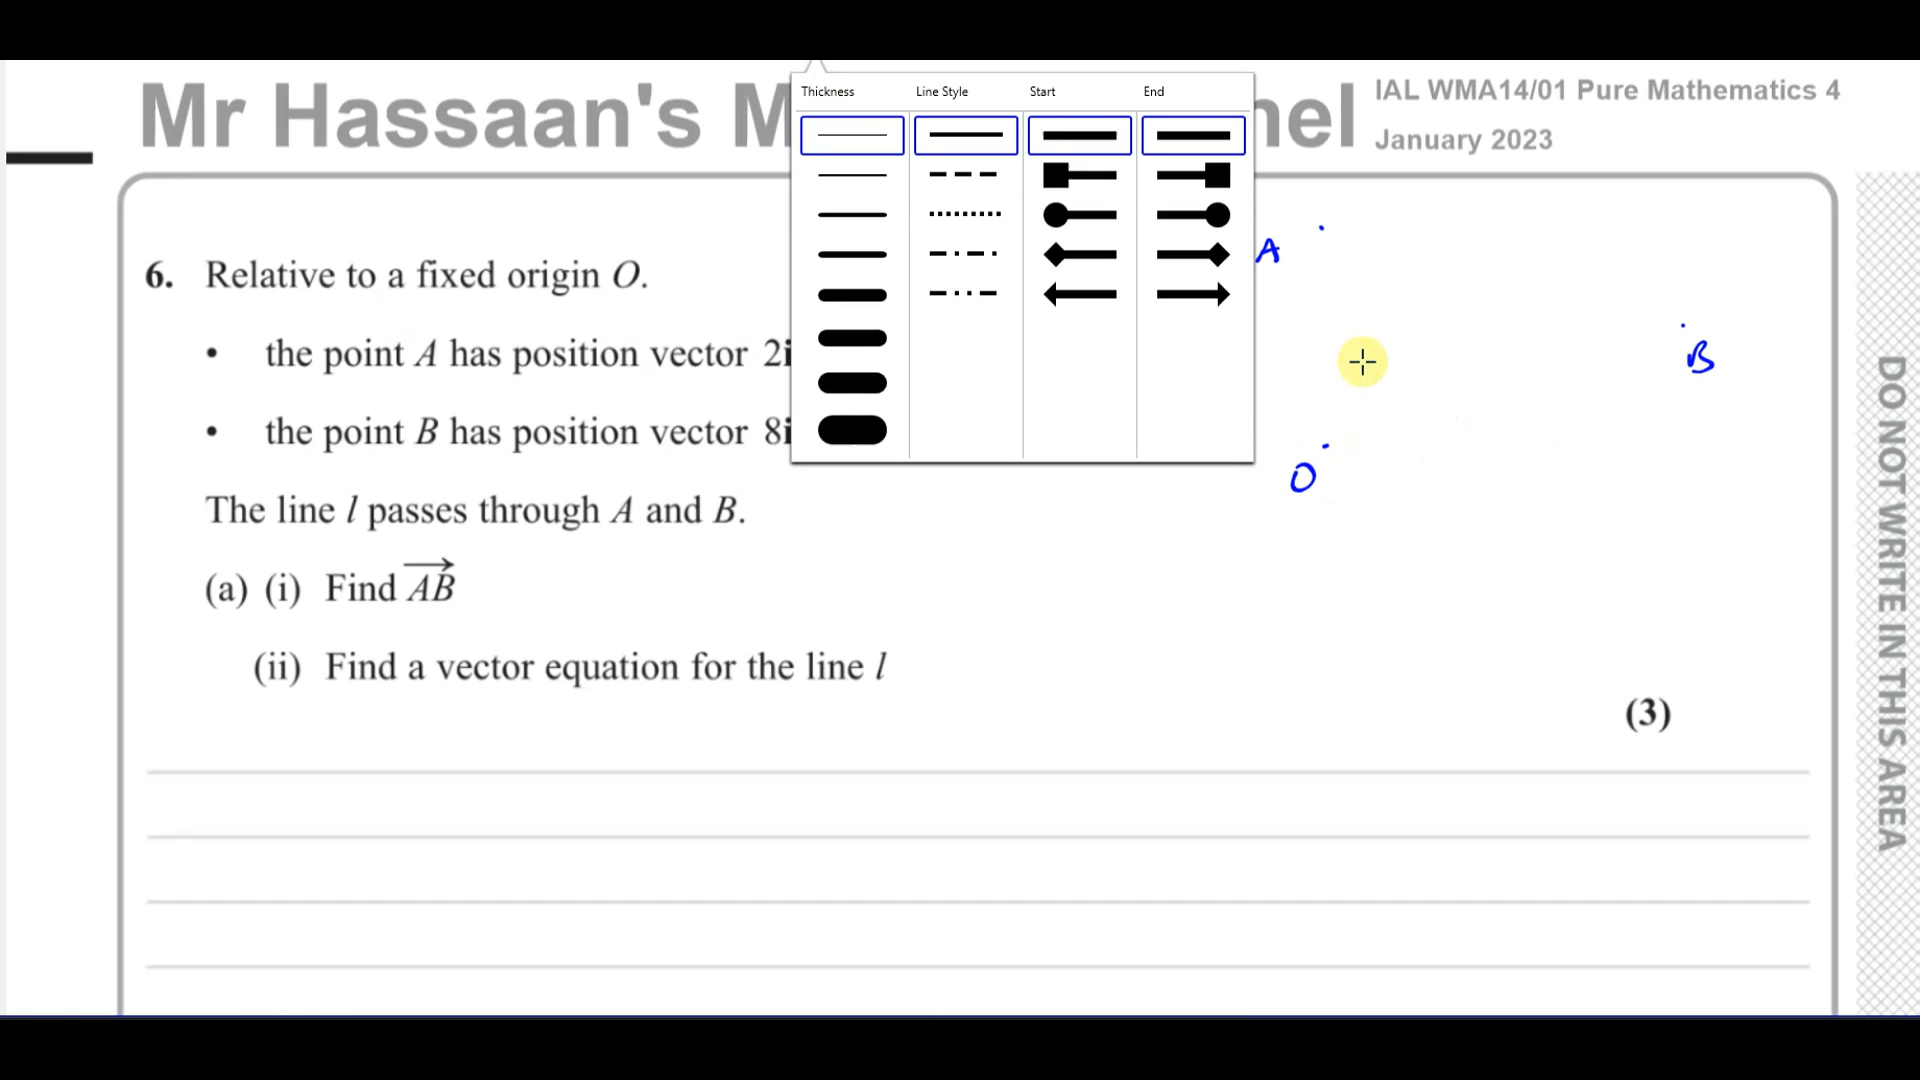 Mr Hassaan's M
nel
IAL WMA14/01 Pure Mathematics 4
January 2023
Thickness Line Style Start End
6. Relative to a fixed origin O.
• the point A has position vector 2i
• the point B has position vector 8i
The line l passes through A and B.
(a) (i) Find \overrightarrow{AB}
(ii) Find a vector equation for the line l
(3)
A
B
O
DO NOT WRITE IN THIS AREA